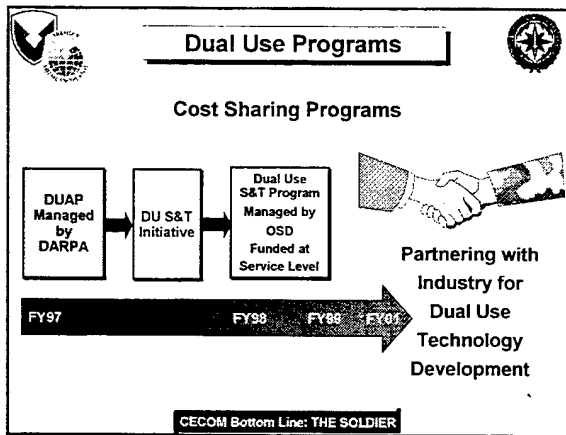 Dual Use Programs
Cost Sharing Programs
DUAP
Managed
by
DARPA
DU S&T
Initiative
Dual Use
S&T Program
Managed by
OSD
Funded at
Service Level
Partnering with
Industry for
Dual Use
Technology
Development
FY97 FY98 FY99 FY01
CECOM Bottom Line: THE SOLDIER